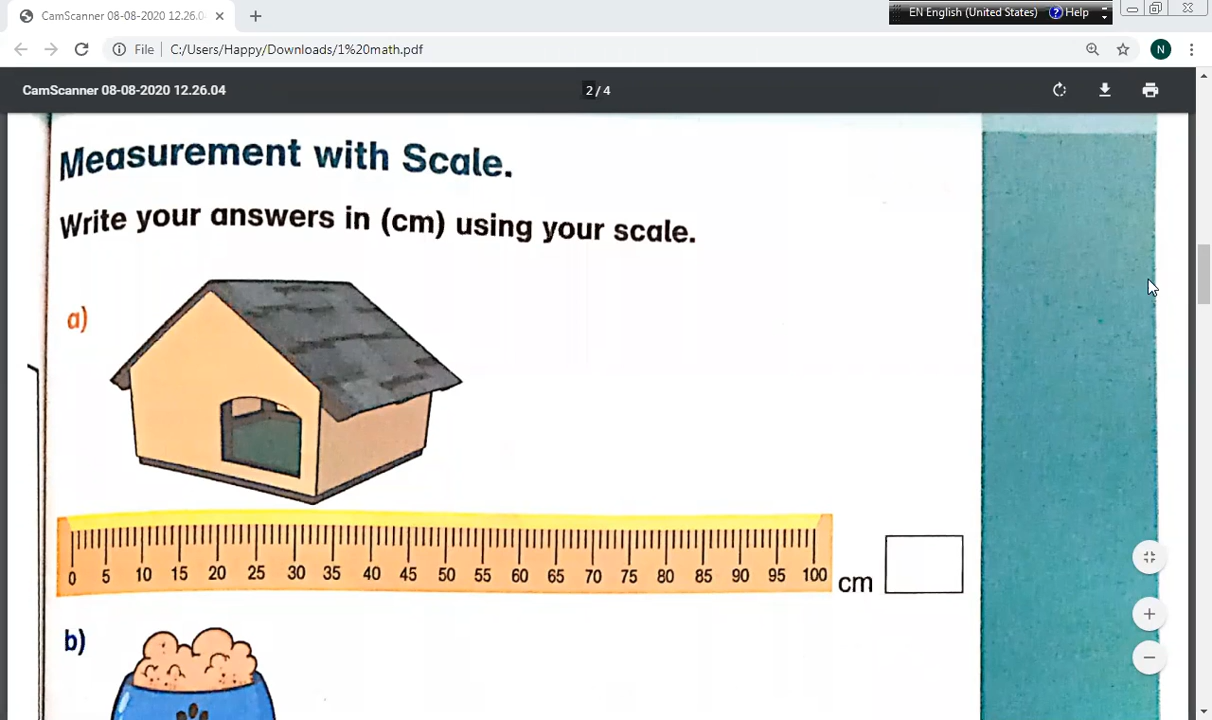 CamScanner 08-08-2020 12.26.0
EN English (United States) ? Help
File C:/Users/Happy/Downloads/1%20math.pdf
N
CamScanner 08-08-2020 12.26.04
2 / 4
Measurement with Scale.
Write your answers in (cm) using your scale.
a)
0 5 10 15 20 25 30 35 40 45 50 55 60 65 70 75 80 85 90 95 100
cm
b)